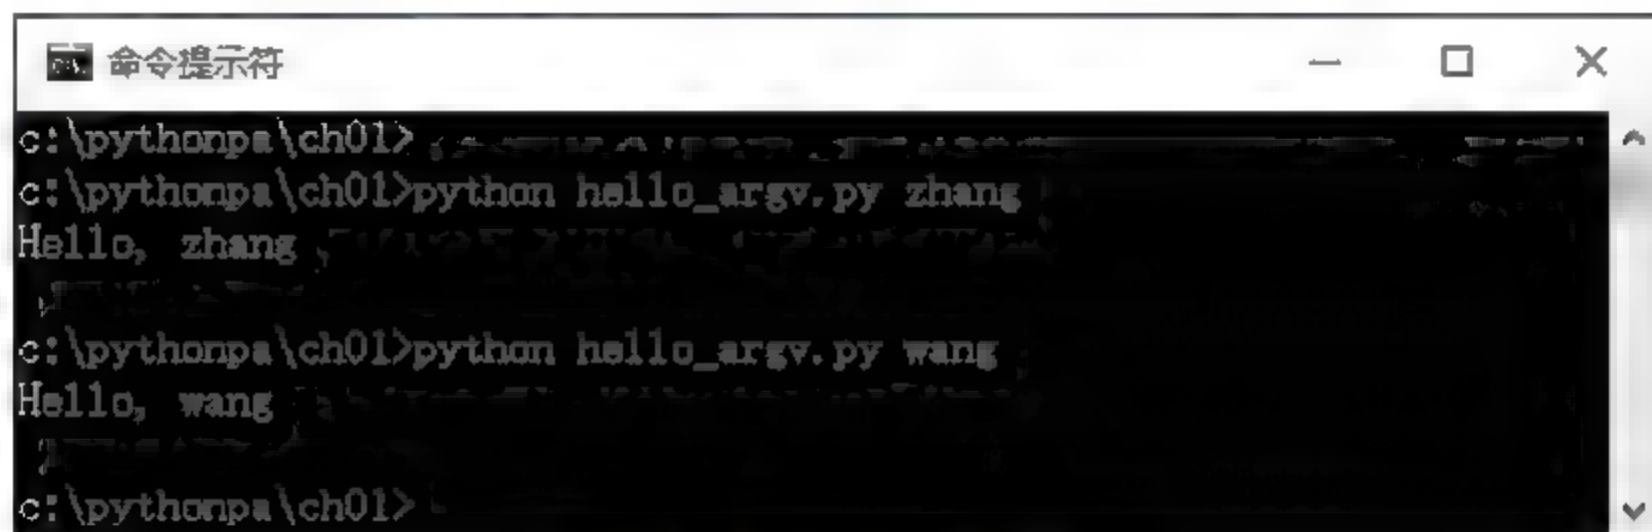 命令提示符
c:\pythonpa\ch01>
c:\pythonpa\ch01>python hello_argv.py zhang
Hello, zhang
c:\pythonpa\ch01>python hello_argv.py wang
Hello, wang
c:\pythonpa\ch01>